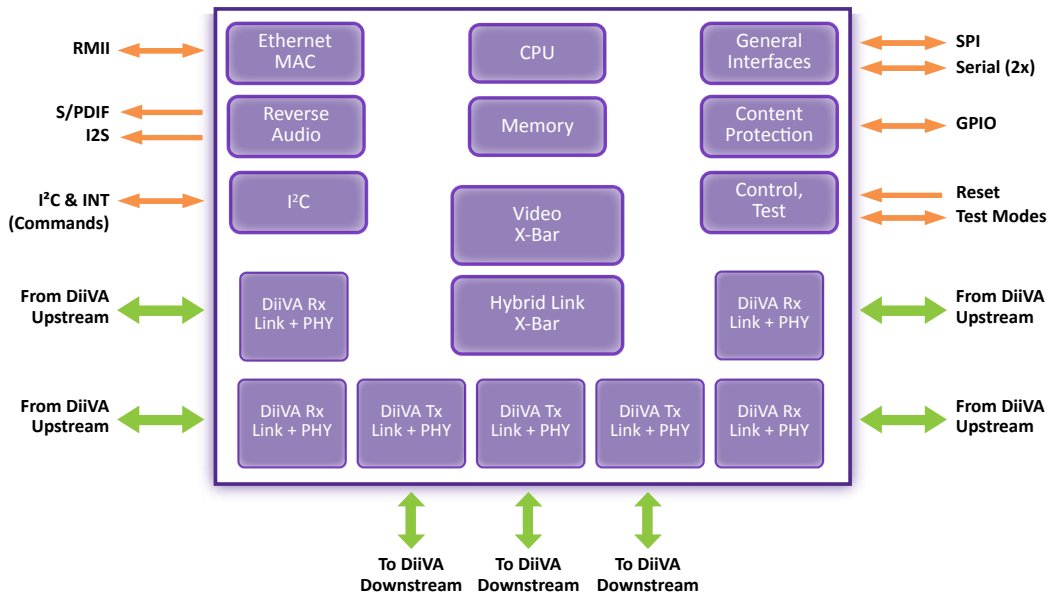 RMII
Ethernet
MAC
CPU
General
Interfaces
SPI
Serial (2x)
S/PDIF
I2S
Reverse
Audio
Memory
Content
Protection
GPIO
I²C & INT
(Commands)
I²C
Video
X-Bar
Control,
Test
Reset
Test Modes
From DiiVA
Upstream
DiiVA Rx
Link + PHY
Hybrid Link
X-Bar
DiiVA Rx
Link + PHY
From DiiVA
Upstream
From DiiVA
Upstream
DiiVA Rx
Link + PHY
DiiVA Tx
Link + PHY
DiiVA Tx
Link + PHY
DiiVA Tx
Link + PHY
DiiVA Rx
Link + PHY
From DiiVA
Upstream
To DiiVA
Downstream
To DiiVA
Downstream
To DiiVA
Downstream